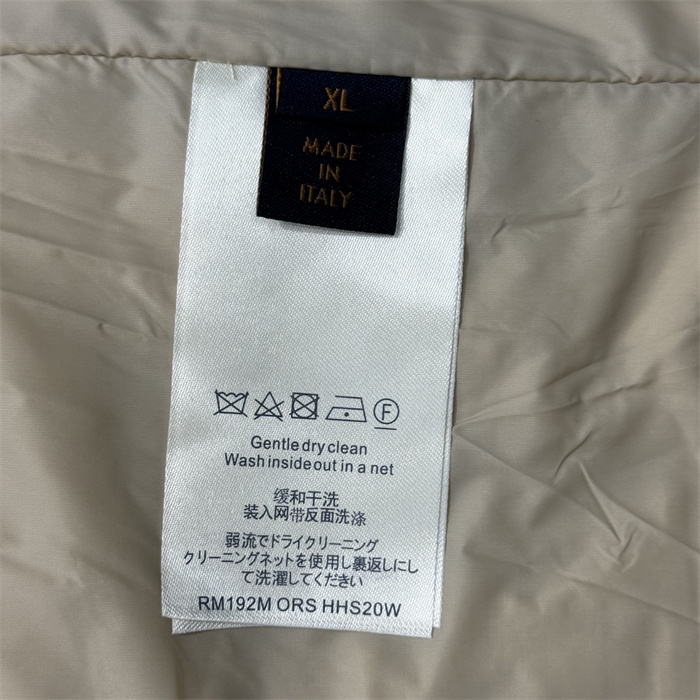 XL
MADE
IN
ITALY
F
Gentle dry clean
Wash inside out in a net
缓和干洗
装入网带反面洗涤
弱流でドライクリーニング
クリーニングネットを使用し裏返しにし
て洗濯してください
RM192M ORS HHS20W